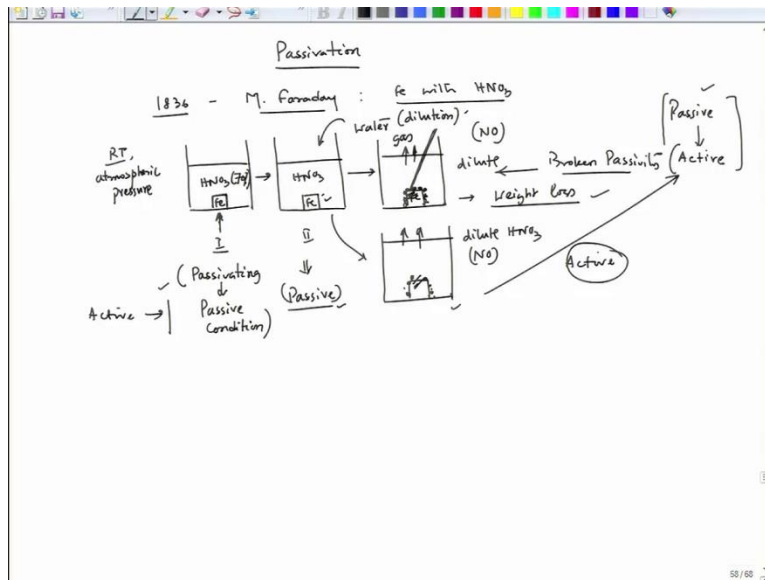 Passivation
1836 - M. Faraday : Fe with HNO3
Water (dilution)
gas
(NO)
dilute
RT,
atmospheric
pressure
HNO3 (70%)
Fe
HNO3
Fe
Fe
Broken Passivity
Passive
↓
(Active
→ Weight loss ✓
I
(Passivating
↓
Passive
Condition)
Active →
II
⇓
(Passive)
dilute HNO3
(NO)
Active
58 / 68